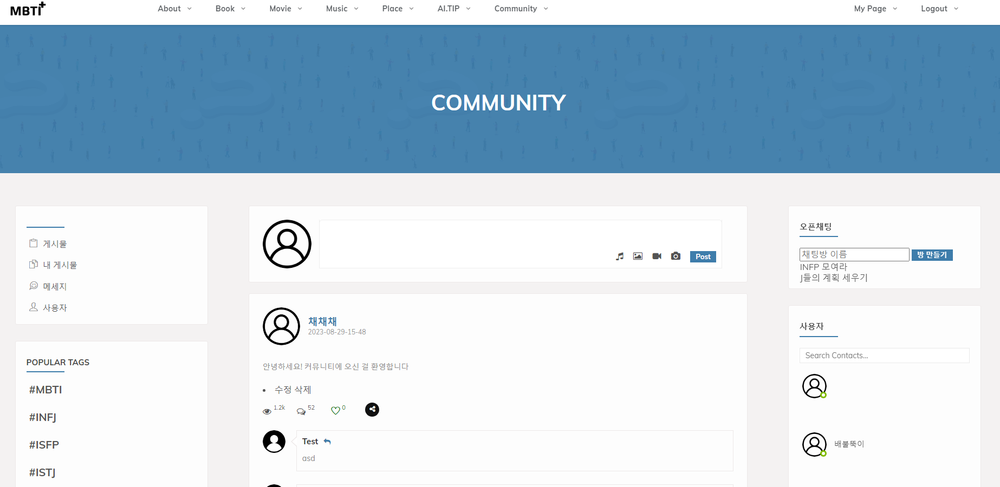 MBTI+
About Book Movie Music Place AI.TIP Community My Page Logout
COMMUNITY
게시물
내 게시물
메세지
사용자
POPULAR TAGS
#MBTI
#INFJ
#ISFP
#ISTJ
Post
채채채
2023-08-29-15-48
안녕하세요! 커뮤니티에 오신 걸 환영합니다
수정 삭제
1.2k 52 0
Test
asd
오픈채팅
채팅방 이름 방 만들기
INFP 모여라
J들의 계획 세우기
사용자
Search Contacts...
배불뚝이